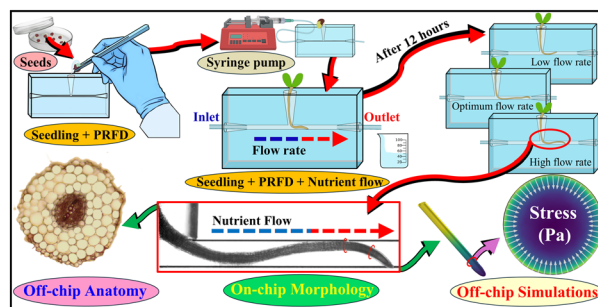 Seeds
Syringe pump
After 12 hours
Low flow rate
Seedling + PRFD
Inlet
Outlet
Optimum flow rate
Flow rate
100
High flow rate
Seedling + PRFD + Nutrient flow
Nutrient Flow
Stress
(Pa)
Off-chip Anatomy
On-chip Morphology
Off-chip Simulations